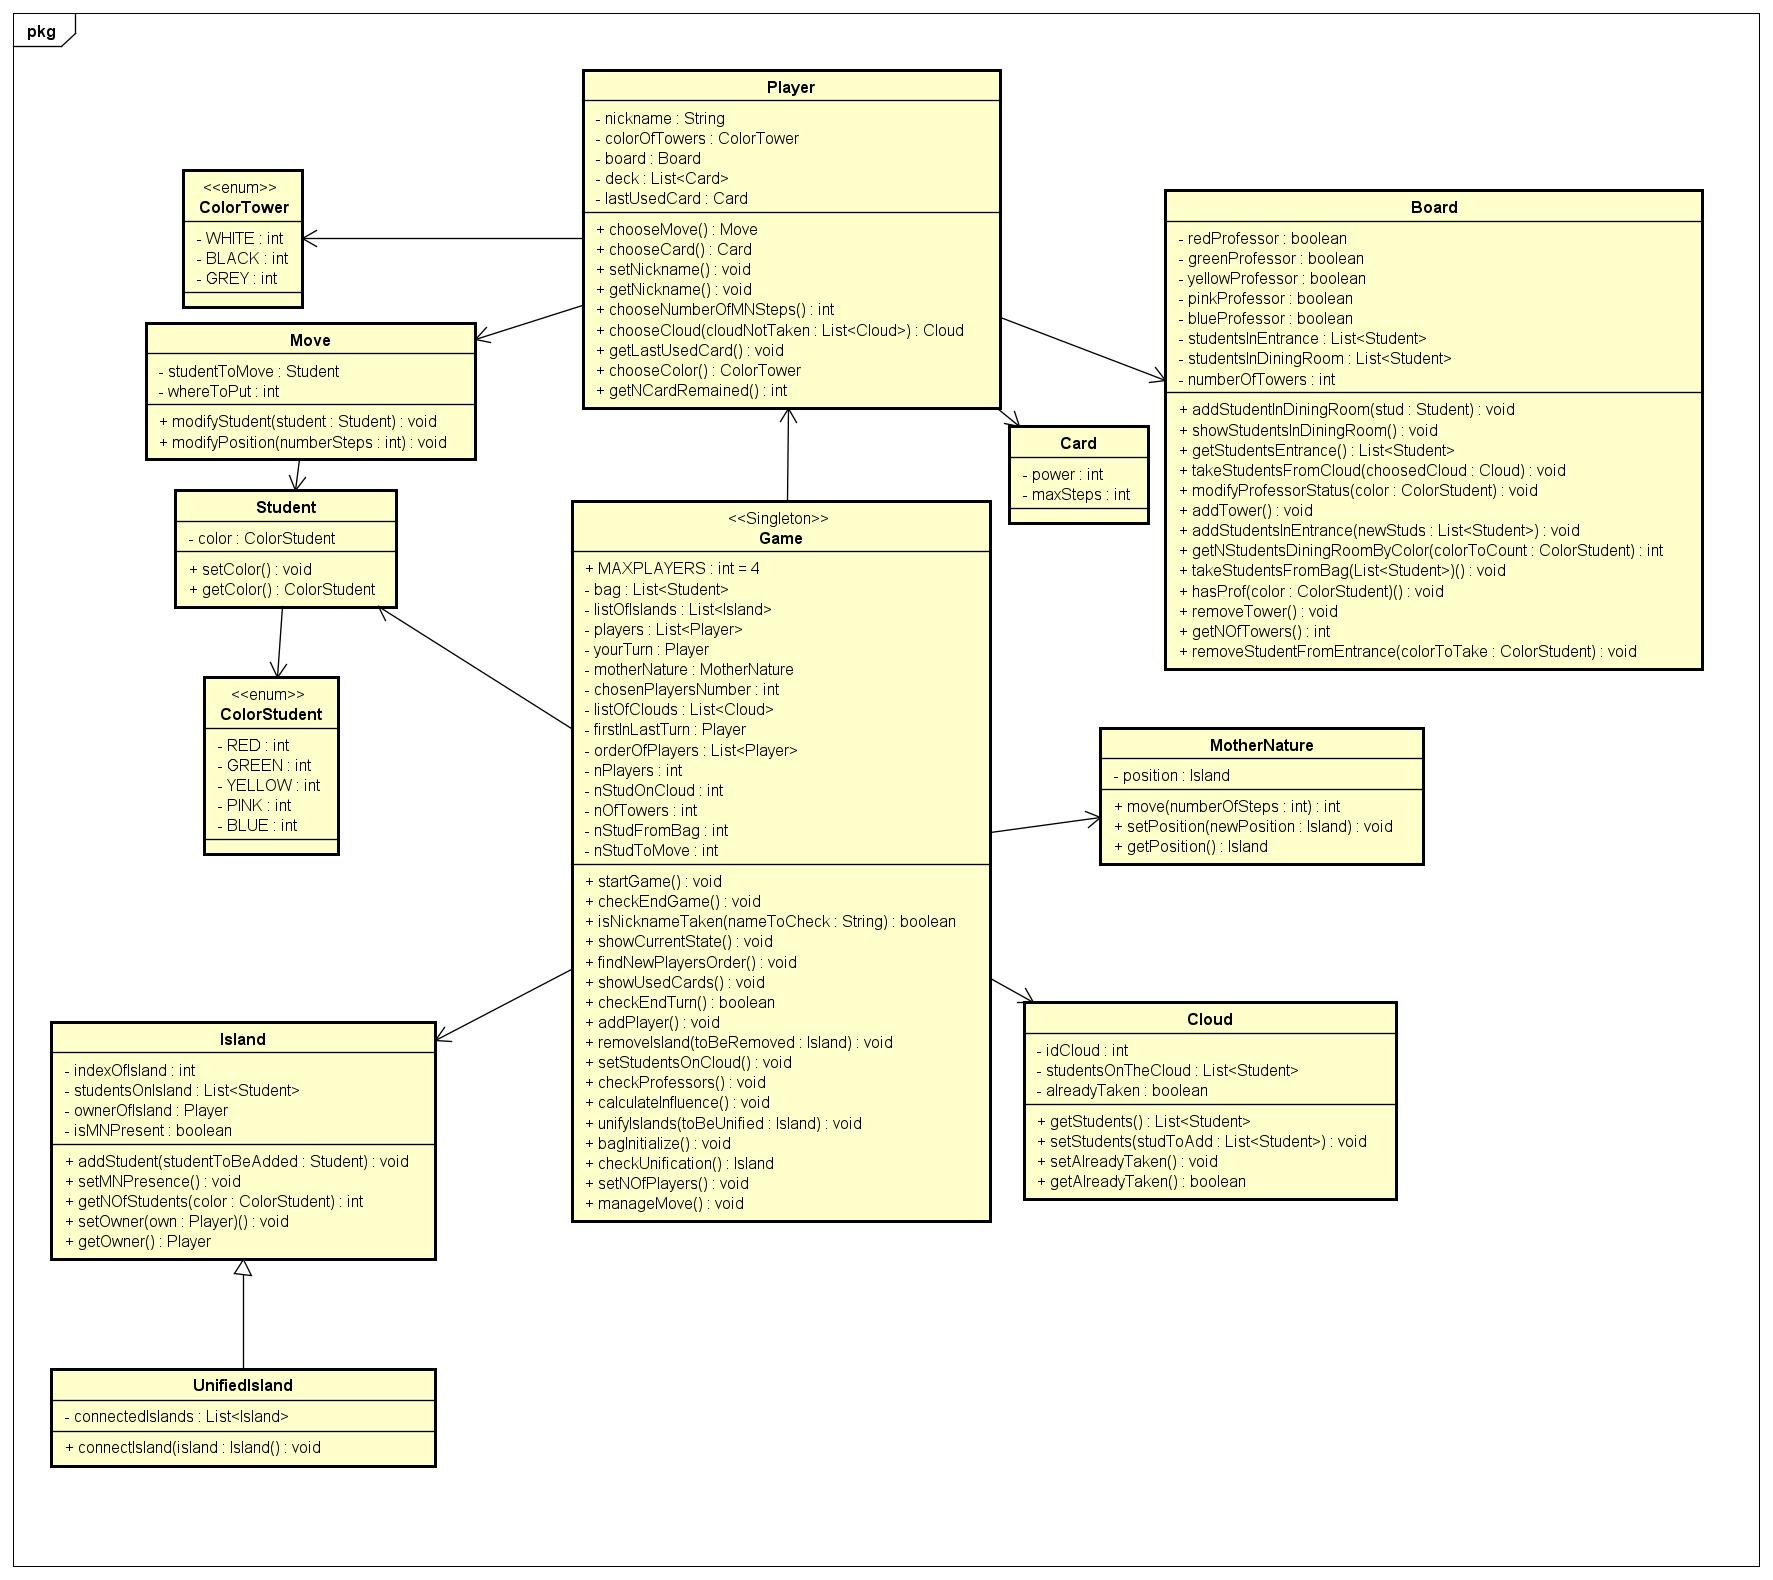 pkg
Player
- nickname : String
- colorOfTowers : ColorTower
- board : Board
- deck : List<Card>
- lastUsedCard : Card
+ chooseMove() : Move
+ chooseCard() : Card
+ setNickname() : void
+ getNickname() : void
+ chooseNumberOfMNSteps() : int
+ chooseCloud(cloudNotTaken : List<Cloud>) : Cloud
+ getLastUsedCard() : void
+ chooseColor() : ColorTower
+ getNCardRemained() : int
<<enum>>
ColorTower
- WHITE : int
- BLACK : int
- GREY : int
Board
- redProfessor : boolean
- greenProfessor : boolean
- yellowProfessor : boolean
- pinkProfessor : boolean
- blueProfessor : boolean
- studentsInEntrance : List<Student>
- studentsInDiningRoom : List<Student>
- numberOfTowers : int
+ addStudentInDiningRoom(stud : Student) : void
+ showStudentsInDiningRoom() : void
+ getStudentsEntrance() : List<Student>
+ takeStudentsFromCloud(choosedCloud : Cloud) : void
+ modifyProfessorStatus(color : ColorStudent) : void
+ addTower() : void
+ addStudentsInEntrance(newStuds : List<Student>) : void
+ getNStudentsDiningRoomByColor(colorToCount : ColorStudent) : int
+ takeStudentsFromBag(List<Student>)() : void
+ hasProf(color : ColorStudent)() : void
+ removeTower() : void
+ getNOfTowers() : int
+ removeStudentFromEntrance(colorToTake : ColorStudent) : void
Move
- studentToMove : Student
- whereToPut : int
+ modifyStudent(student : Student) : void
+ modifyPosition(numberSteps : int) : void
Card
- power : int
- maxSteps : int
Student
- color : ColorStudent
+ setColor() : void
+ getColor() : ColorStudent
<<Singleton>>
Game
+ MAXPLAYERS : int = 4
- bag : List<Student>
- listOfIslands : List<Island>
- players : List<Player>
- yourTurn : Player
- motherNature : MotherNature
- chosenPlayersNumber : int
- listOfClouds : List<Cloud>
- firstInLastTurn : Player
- orderOfPlayers : List<Player>
- nPlayers : int
- nStudOnCloud : int
- nOfTowers : int
- nStudFromBag : int
- nStudToMove : int
+ startGame() : void
+ checkEndGame() : void
+ isNicknameTaken(nameToCheck : String) : boolean
+ showCurrentState() : void
+ findNewPlayersOrder() : void
+ showUsedCards() : void
+ checkEndTurn() : boolean
+ addPlayer() : void
+ removeIsland(toBeRemoved : Island) : void
+ setStudentsOnCloud() : void
+ checkProfessors() : void
+ calculateInfluence() : void
+ unifyIslands(toBeUnified : Island) : void
+ bagInitialize() : void
+ checkUnification() : Island
+ setNOfPlayers() : void
+ manageMove() : void
<<enum>>
ColorStudent
- RED : int
- GREEN : int
- YELLOW : int
- PINK : int
- BLUE : int
MotherNature
- position : Island
+ move(numberOfSteps : int) : int
+ setPosition(newPosition : Island) : void
+ getPosition() : Island
Cloud
- idCloud : int
- studentsOnTheCloud : List<Student>
- alreadyTaken : boolean
+ getStudents() : List<Student>
+ setStudents(studToAdd : List<Student>) : void
+ setAlreadyTaken() : void
+ getAlreadyTaken() : boolean
Island
- indexOfIsland : int
- studentsOnIsland : List<Student>
- ownerOfIsland : Player
- isMNPresent : boolean
+ addStudent(studentToBeAdded : Student) : void
+ setMNPresence() : void
+ getNOfStudents(color : ColorStudent) : int
+ setOwner(own : Player)() : void
+ getOwner() : Player
UnifiedIsland
- connectedIslands : List<Island>
+ connectIsland(island : Island() : void